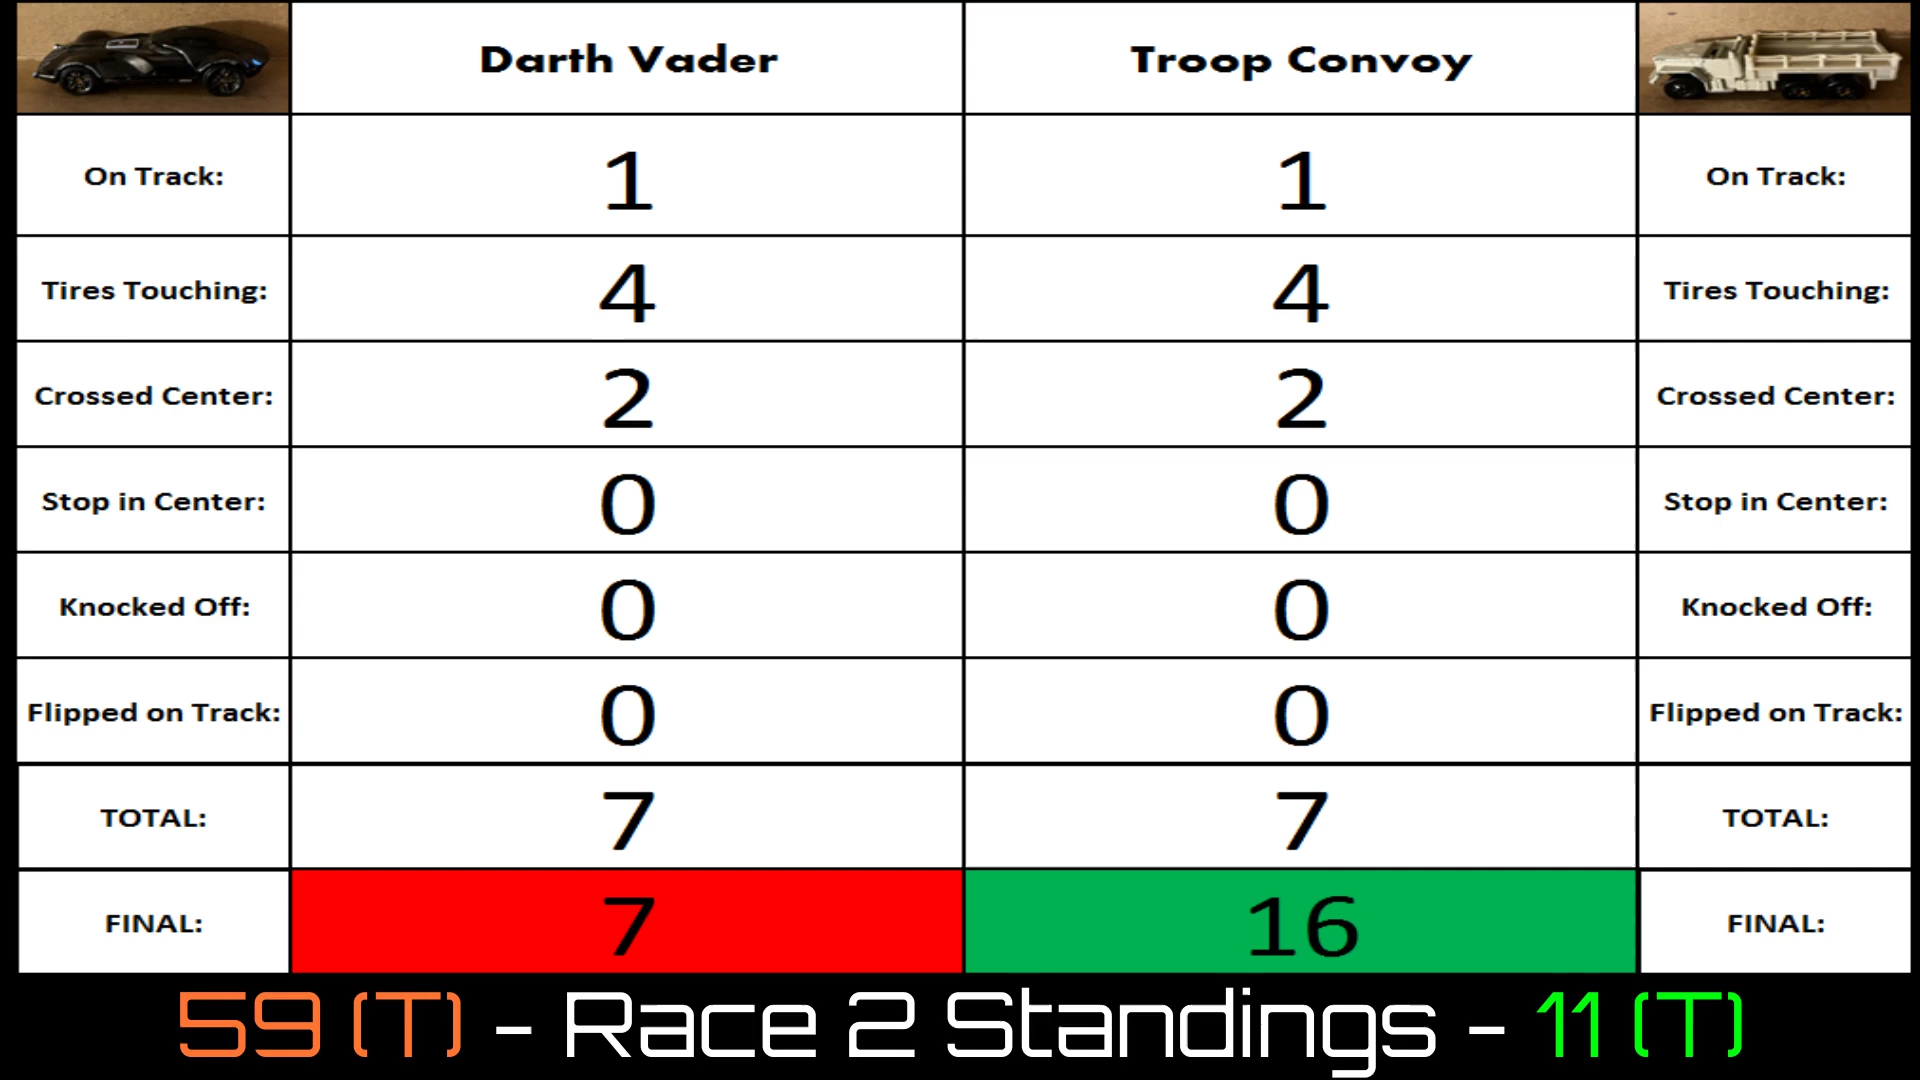 Darth Vader Troop Convoy
On Track: 1 1 On Track:
Tires Touching: 4 4 Tires Touching:
Crossed Center: 2 2 Crossed Center:
Stop in Center: 0 0 Stop in Center:
Knocked Off: 0 0 Knocked Off:
Flipped on Track: 0 0 Flipped on Track:
TOTAL: 7 7 TOTAL:
FINAL: 7 16 FINAL:
59 (T) - Race 2 Standings - 11 (T)